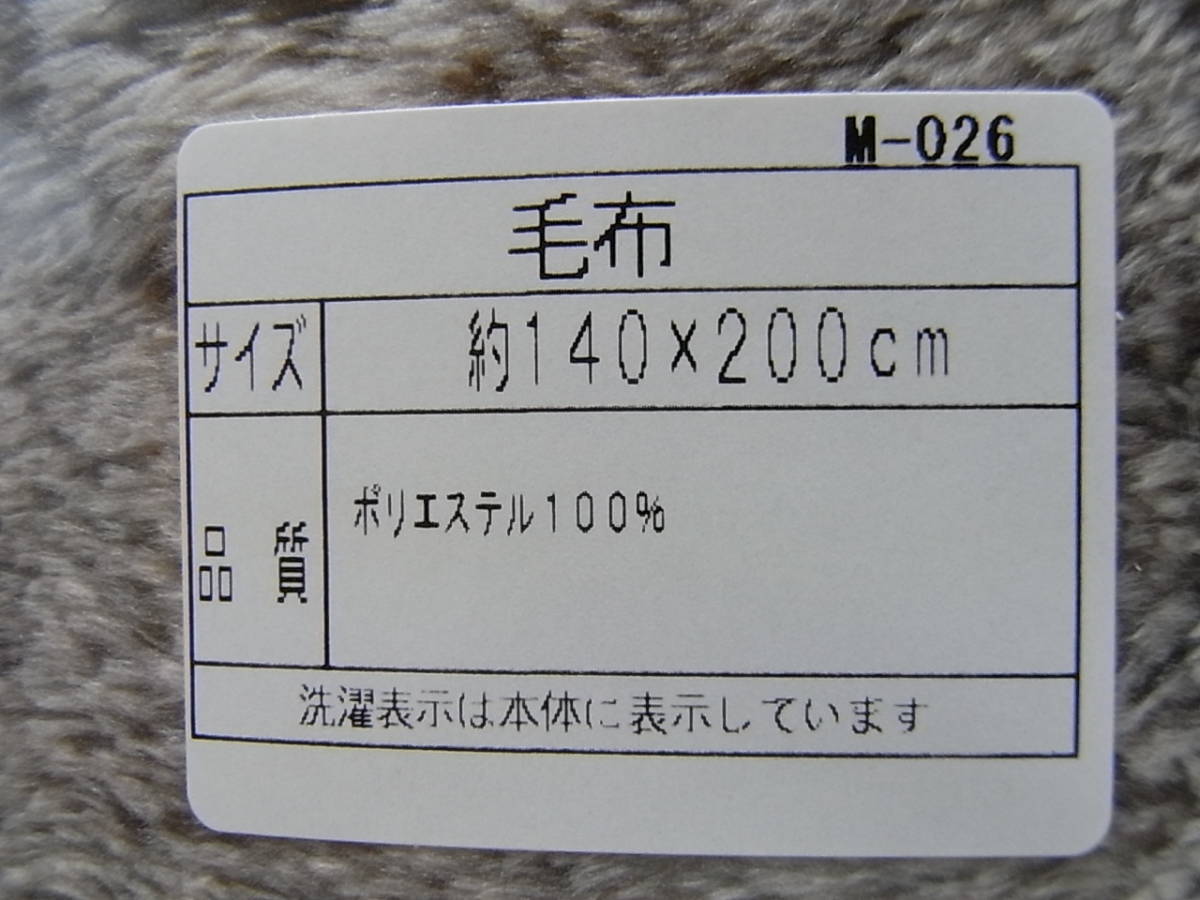 M-026
毛布
サイズ
約140×200cm
品質
ポリエステル100%
洗濯表示は本体に表示しています